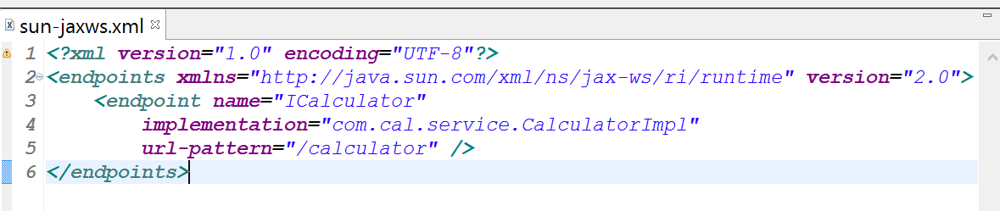 sun-jaxws.xml
1 <?xml version="1.0" encoding="UTF-8"?>
2 <endpoints xmlns="http://java.sun.com/xml/ns/jax-ws/ri/runtime" version="2.0">
3     <endpoint name="ICalculator"
4         implementation="com.cal.service.CalculatorImpl"
5         url-pattern="/calculator" />
6 </endpoints>